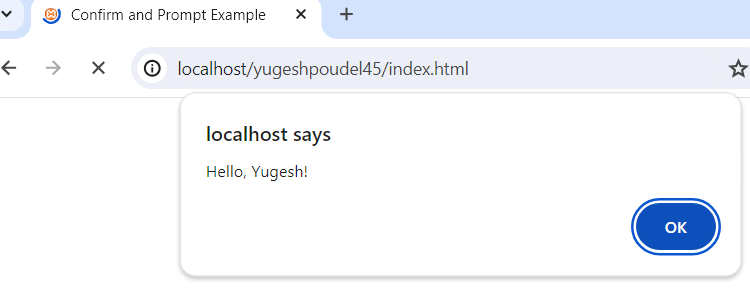 Confirm and Prompt Example
localhost/yugeshpoudel45/index.html
localhost says
Hello, Yugesh!
OK